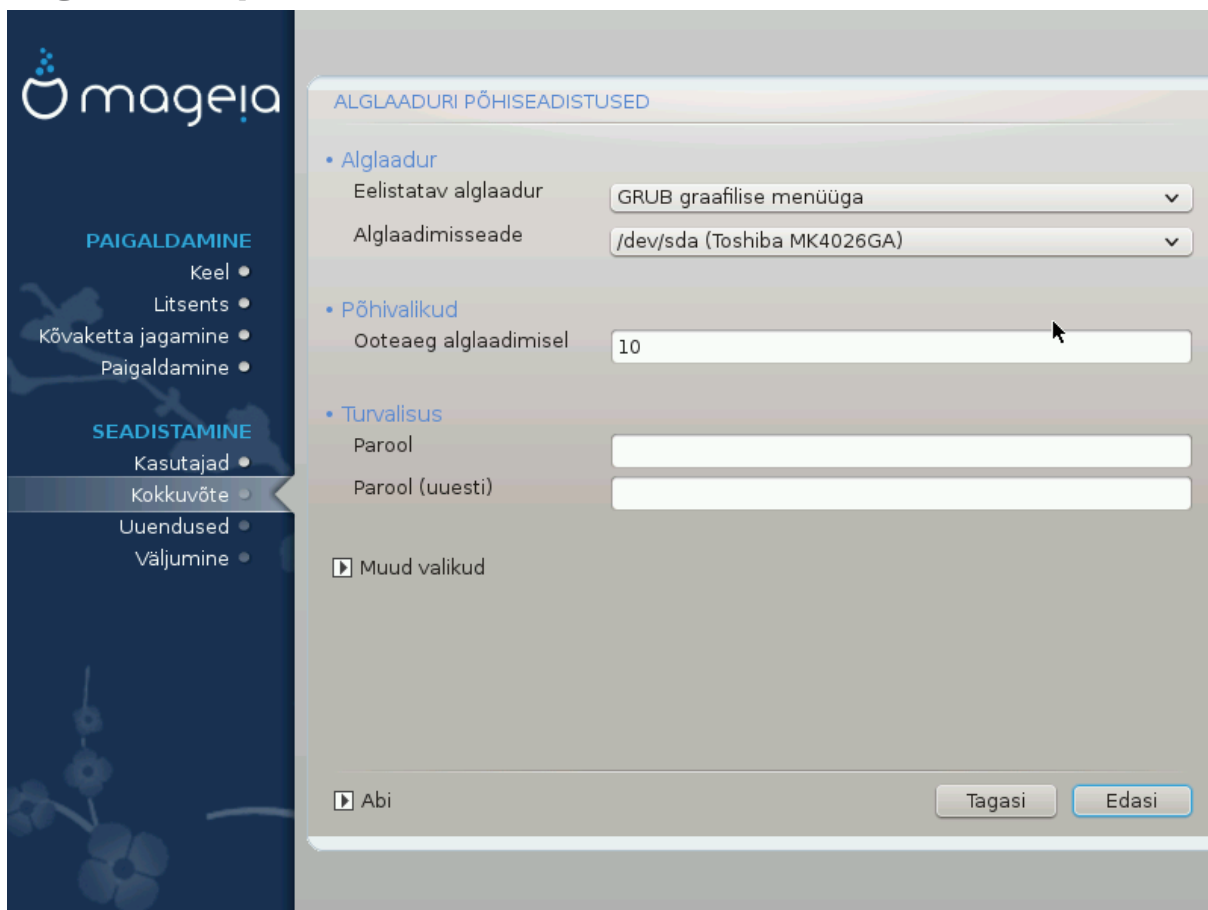 mageia
PAIGALDAMINE
Keel
Litsents
Kõvaketta jagamine
Paigaldamine
SEADISTAMINE
Kasutajad
Kokkuvõte
Uuendused
Väljumine
ALGLAADURI PÕHISEADISTUSED
• Alglaadur
Eelistatav alglaadur GRUB graafilise menüüga
Alglaadimisseade /dev/sda (Toshiba MK4026GA)
• Põhivalikud
Ooteaeg alglaadimisel 10
• Turvalisus
Parool
Parool (uuesti)
Muud valikud
Abi Tagasi Edasi